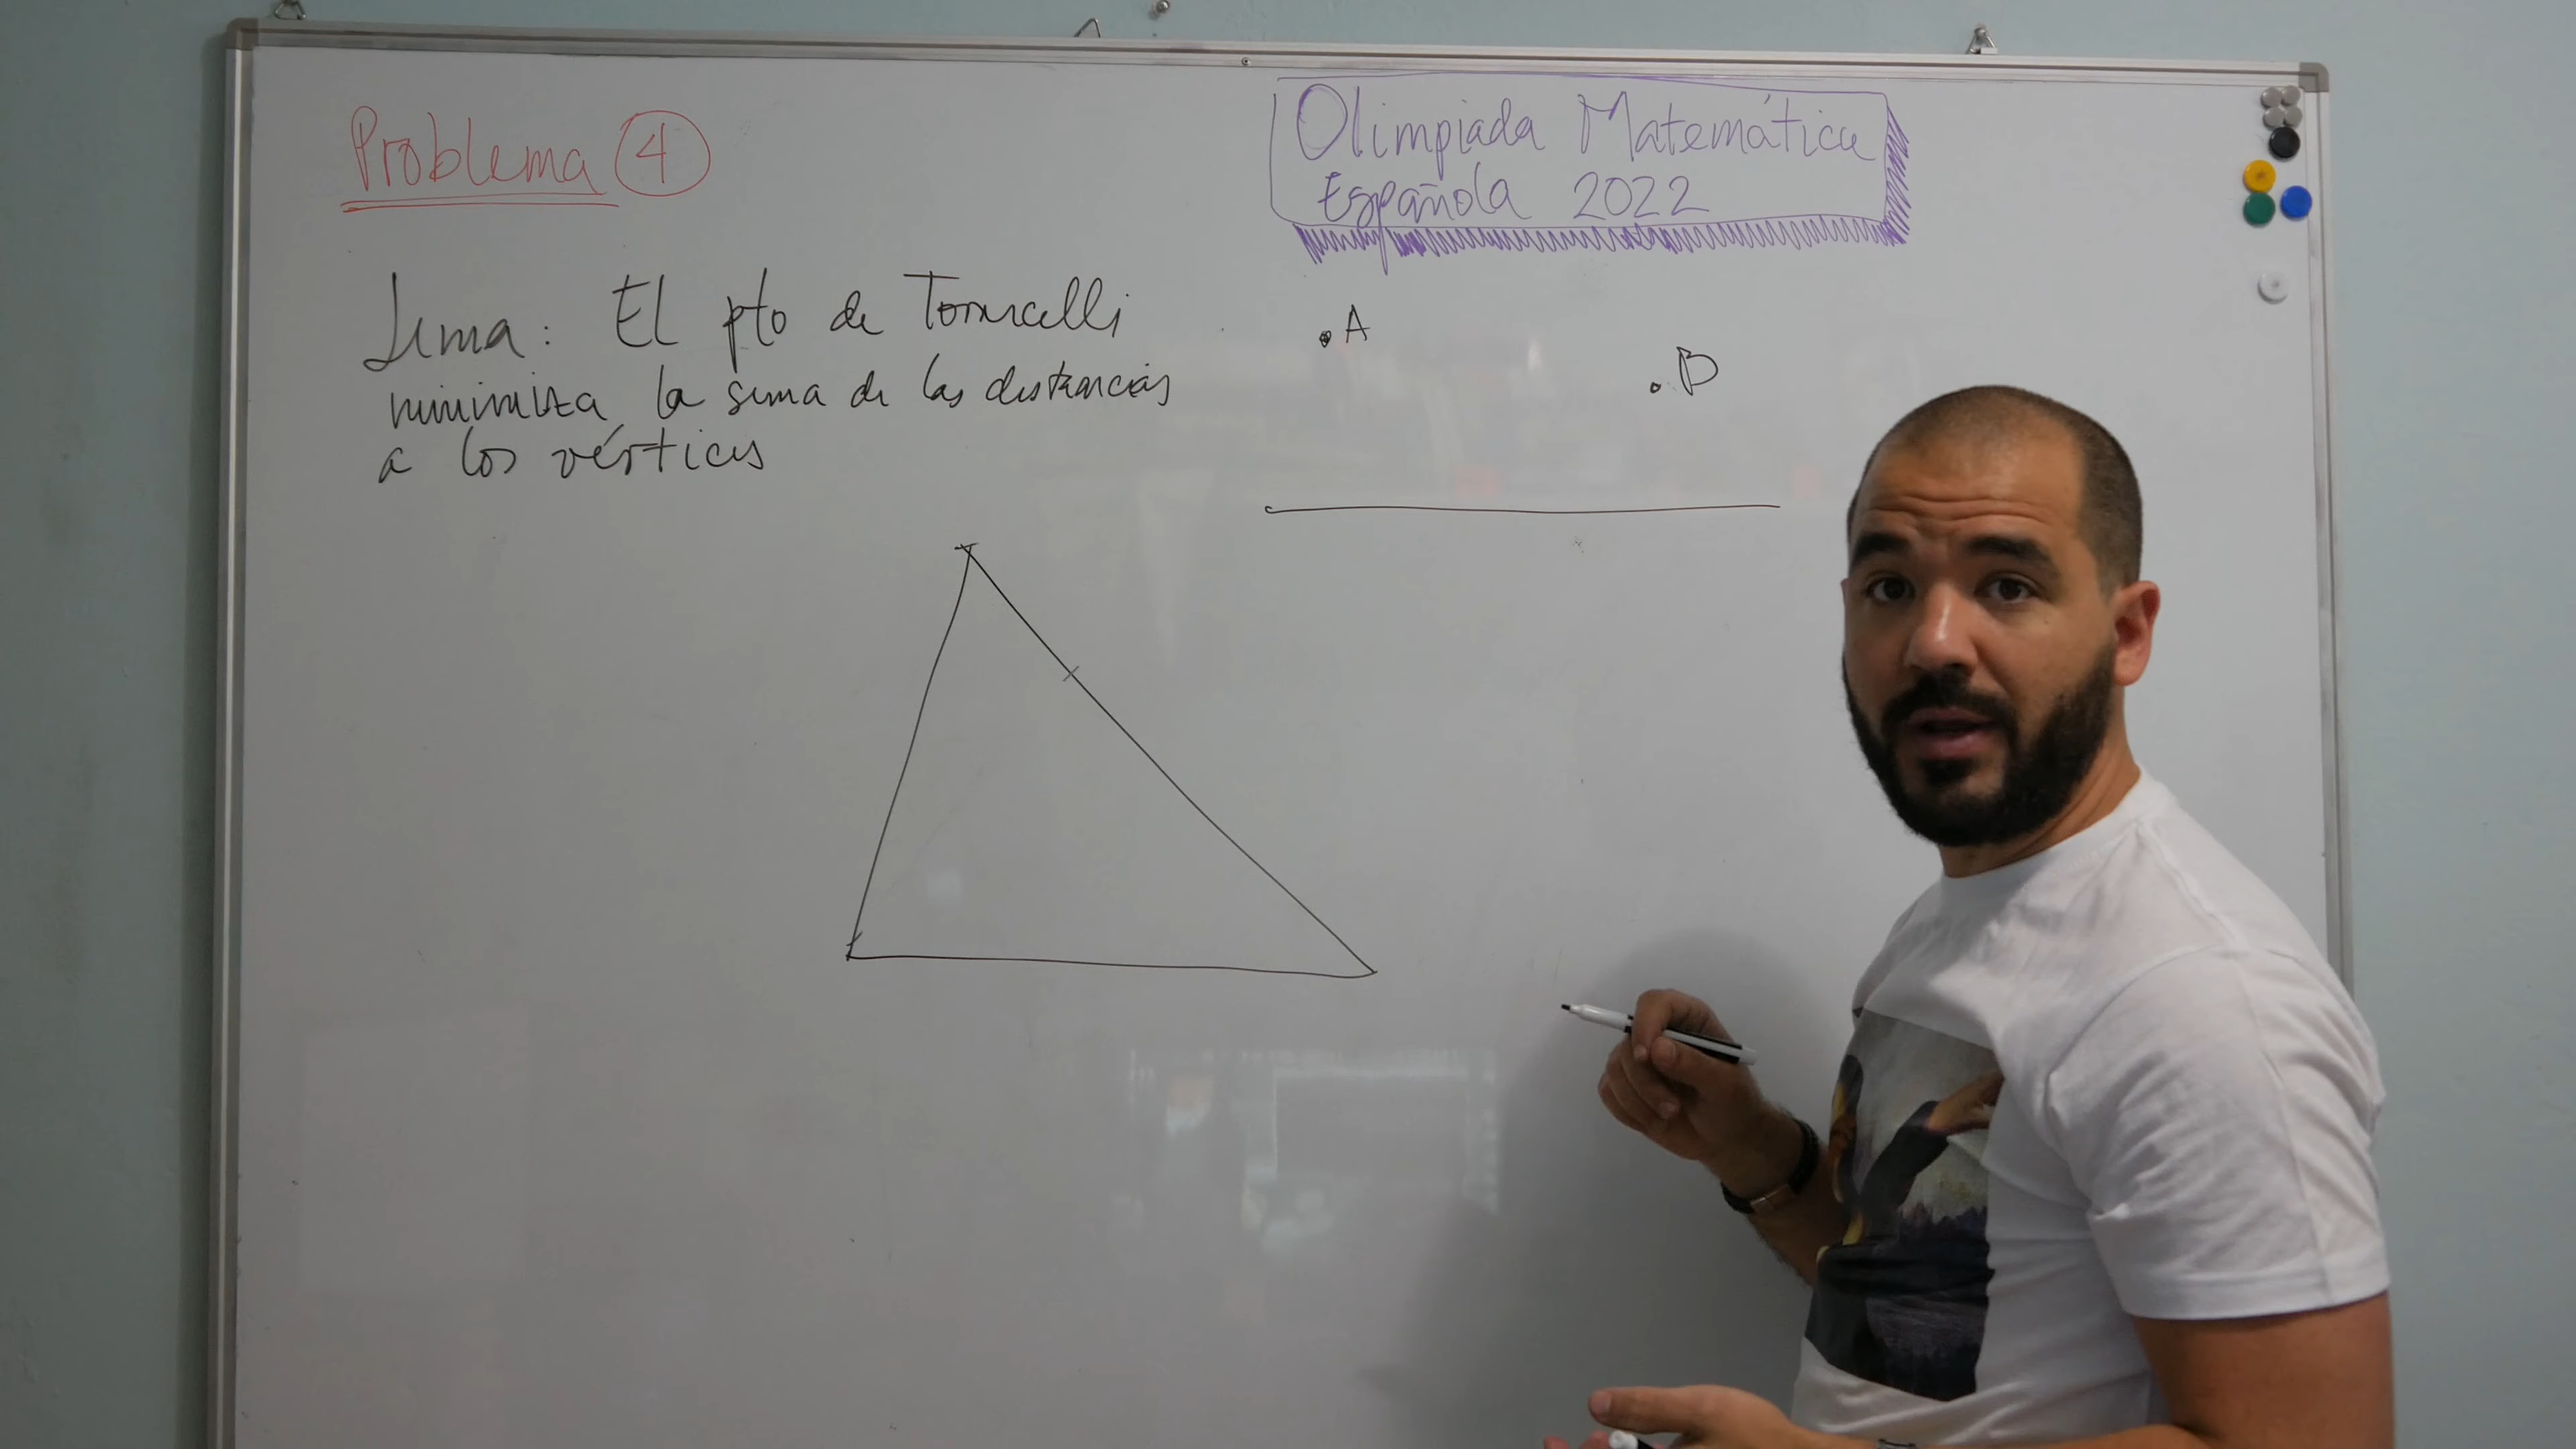 Problema 4
Olimpiada Matemática
Española 2022
Lema: El pto de Torricelli
minimiza la suma de las distancias
a los vértices
A
B